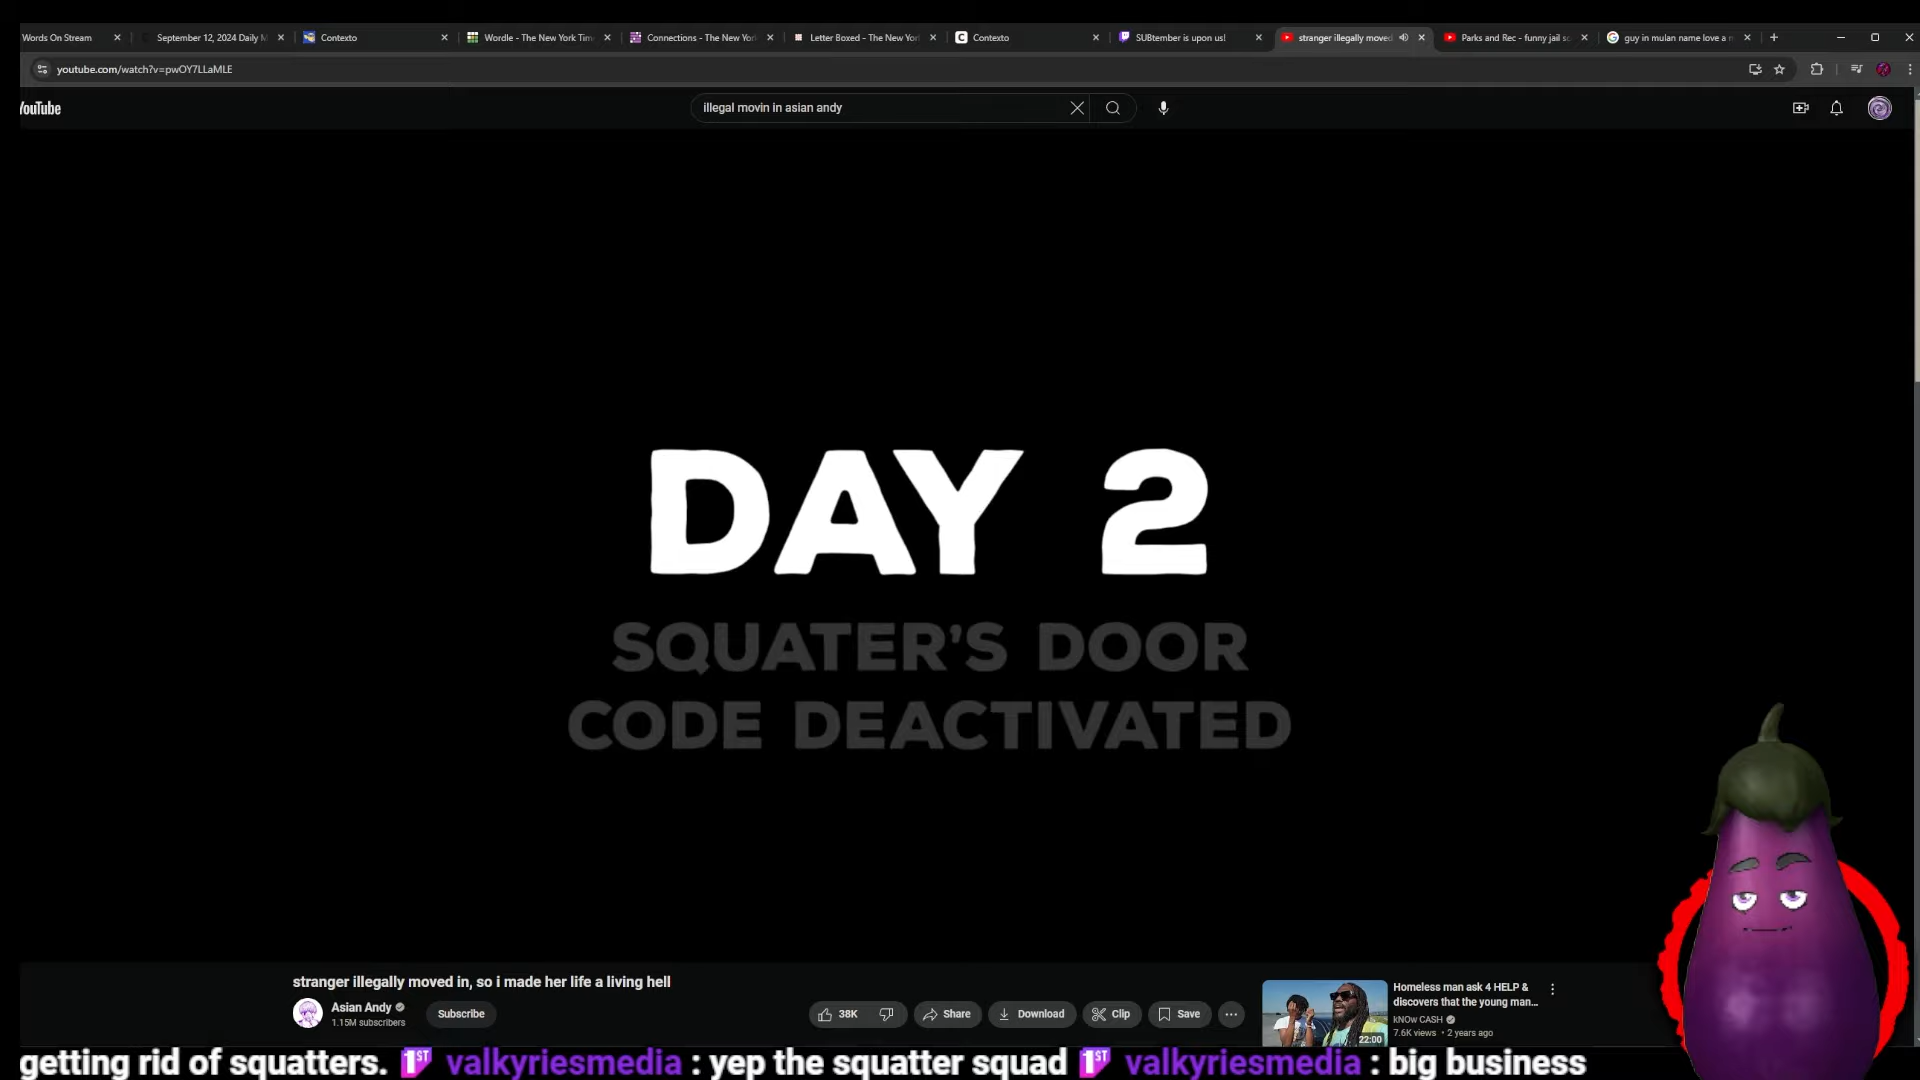 Words On Stream
September 12, 2024 Daily M
Contexto
Wordle - The New York Tim
Connections - The New Yor
Letter Boxed - The New Yor
Contexto
SUBtember is upon us!
stranger illegally moved
Parks and Rec - funny jail sc
guy in mulan name love a m
youtube.com/watch?v=pwOY7LLaMLE
YouTube
illegal movin in asian andy
DAY 2
SQUATER'S DOOR
CODE DEACTIVATED
stranger illegally moved in, so i made her life a living hell
Asian Andy
1.15M subscribers
Subscribe
38K
Share
Download
Clip
Save
22:00
Homeless man ask 4 HELP &
discovers that the young man...
kNOw CASH
7.6K views • 2 years ago
getting rid of squatters. 1ST valkyriesmedia : yep the squatter squad 1ST valkyriesmedia : big business